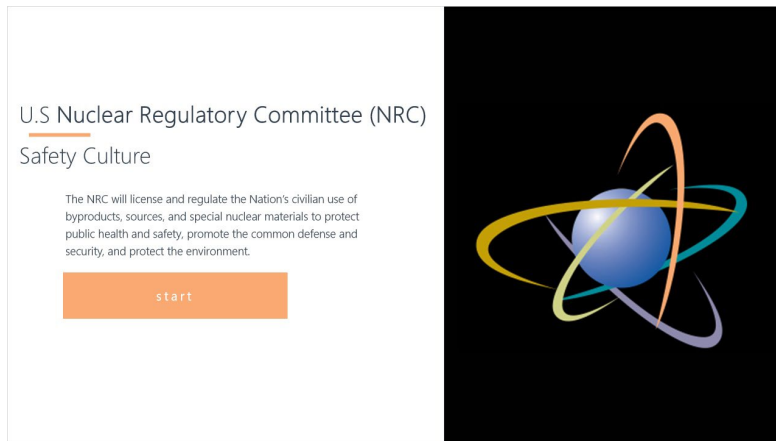 U.S Nuclear Regulatory Committee (NRC)
Safety Culture
The NRC will license and regulate the Nation's civilian use of
byproducts, sources, and special nuclear materials to protect
public health and safety, promote the common defense and
security, and protect the environment.
start